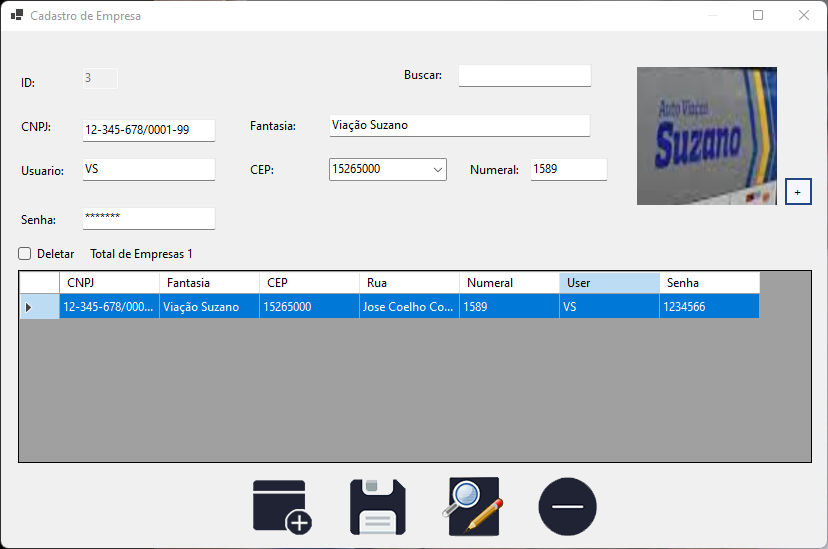 Cadastro de Empresa
ID: 3
Buscar:
CNPJ: 12-345-678/0001-99
Fantasia: Viação Suzano
Auto Viação
Suzano
Usuario: VS
CEP: 15265000
Numeral: 1589
+
Senha: *******
Deletar Total de Empresas 1
CNPJ Fantasia CEP Rua Numeral User Senha
12-345-678/000... Viação Suzano 15265000 Jose Coelho Co... 1589 VS 1234566